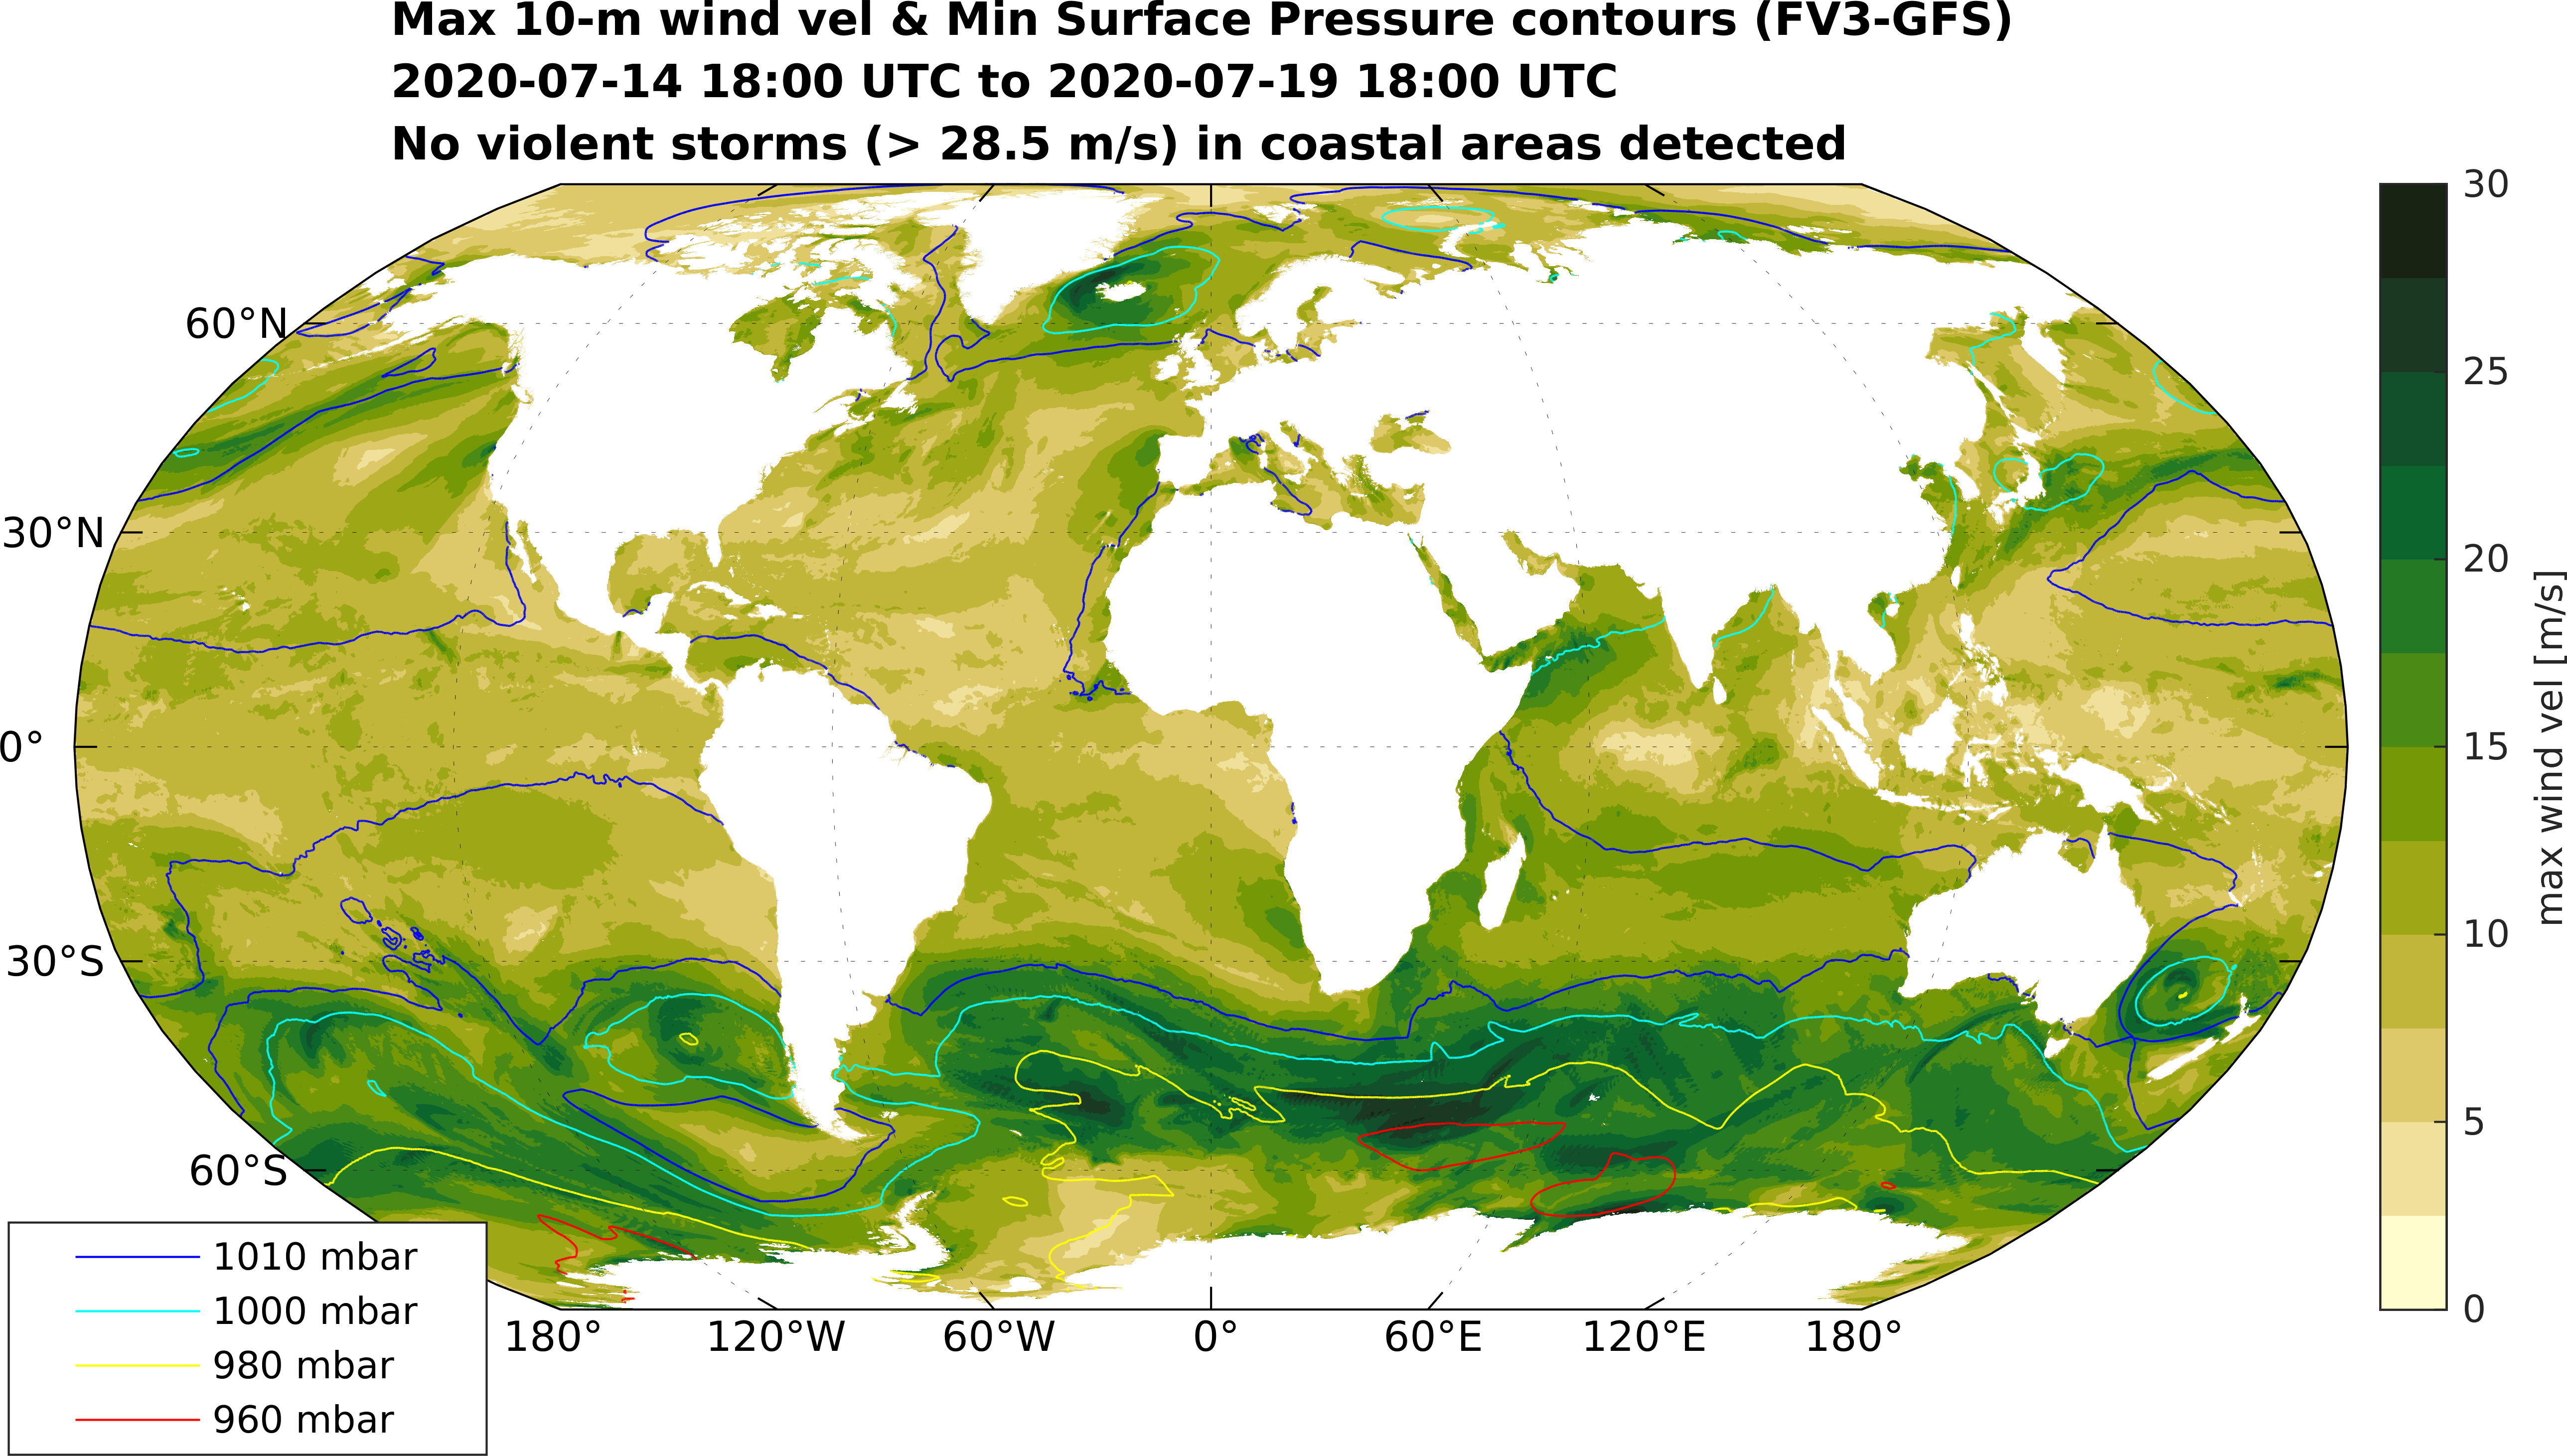 Max 10-m wind vel & Min Surface Pressure contours (FV3-GFS)
2020-07-14 18:00 UTC to 2020-07-19 18:00 UTC
No violent storms (> 28.5 m/s) in coastal areas detected
60°N
30°N
0°
30°S
60°S
180°
120°W
60°W
0°
60°E
120°E
180°
1010 mbar
1000 mbar
980 mbar
960 mbar
30
25
20
15
10
5
0
max wind vel [m/s]